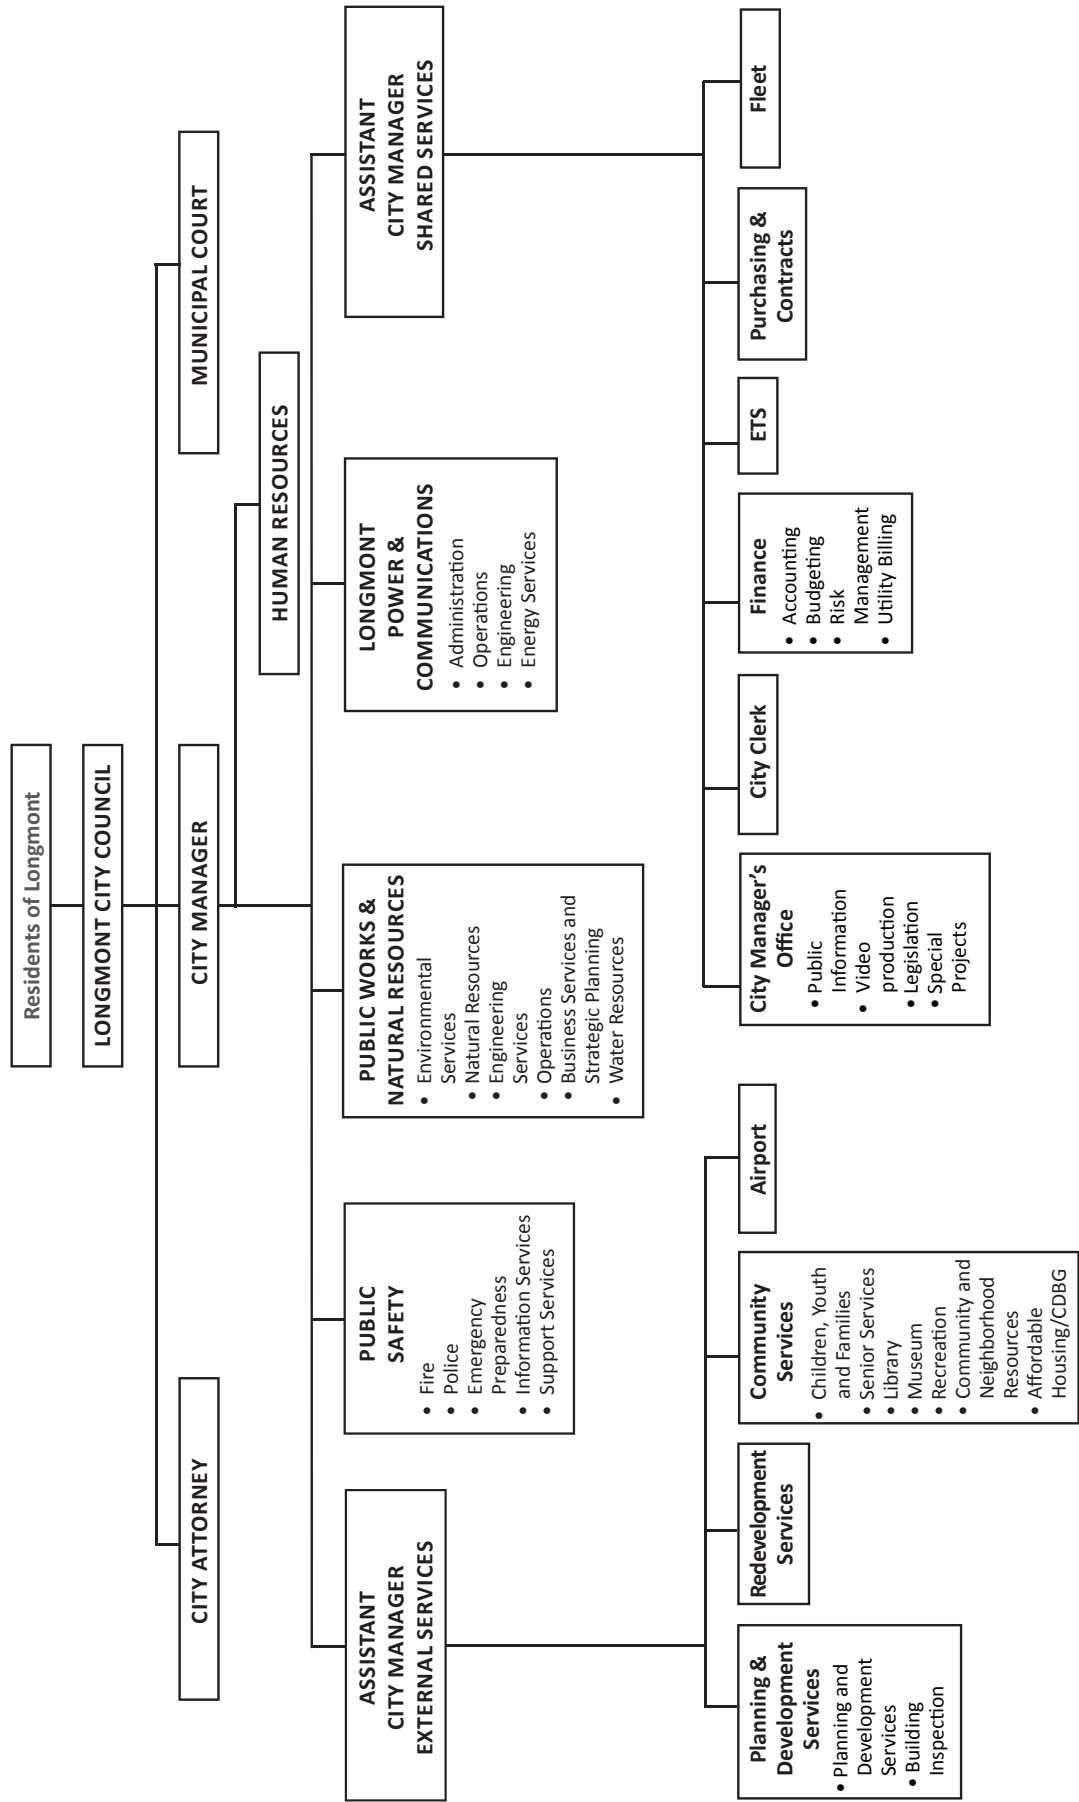 Residents of Longmont
LONGMONT CITY COUNCIL
CITY ATTORNEY
CITY MANAGER
MUNICIPAL COURT
HUMAN RESOURCES
ASSISTANT
CITY MANAGER
EXTERNAL SERVICES
PUBLIC
SAFETY
• Fire
• Police
• Emergency
Preparedness
• Information Services
• Support Services
PUBLIC WORKS &
NATURAL RESOURCES
• Environmental
Services
• Natural Resources
• Engineering
Services
• Operations
• Business Services and
Strategic Planning
• Water Resources
LONGMONT
POWER &
COMMUNICATIONS
• Administration
• Operations
• Engineering
• Energy Services
ASSISTANT
CITY MANAGER
SHARED SERVICES
Planning &
Development
Services
• Planning and
Development
Services
• Building
Inspection
Redevelopment
Services
Community
Services
• Children, Youth
and Families
• Senior Services
• Library
• Museum
• Recreation
• Community and
Neighborhood
Resources
• Affordable
Housing/CDBG
Airport
City Manager's
Office
• Public
Information
• Video
production
• Legislation
• Special
Projects
City Clerk
Finance
• Accounting
• Budgeting
• Risk
Management
• Utility Billing
ETS
Purchasing &
Contracts
Fleet